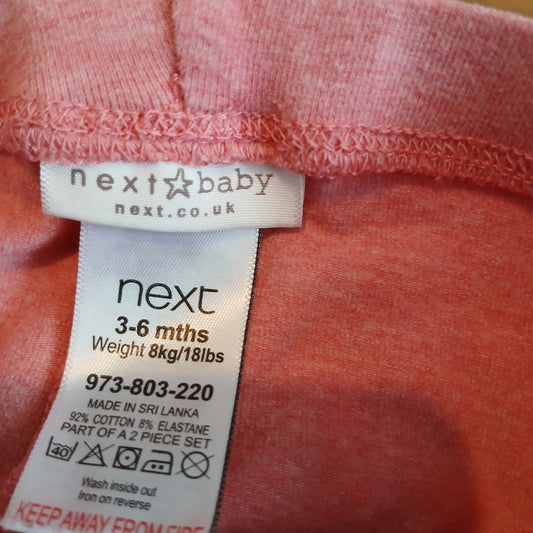 next☆baby
next.co.uk
next
3-6 mths
Weight 8kg/18lbs
973-803-220
MADE IN SRI LANKA
92% COTTON 8% ELASTANE
PART OF A 2 PIECE SET
40
Wash inside out
Iron on reverse
KEEP AWAY FROM FIRE